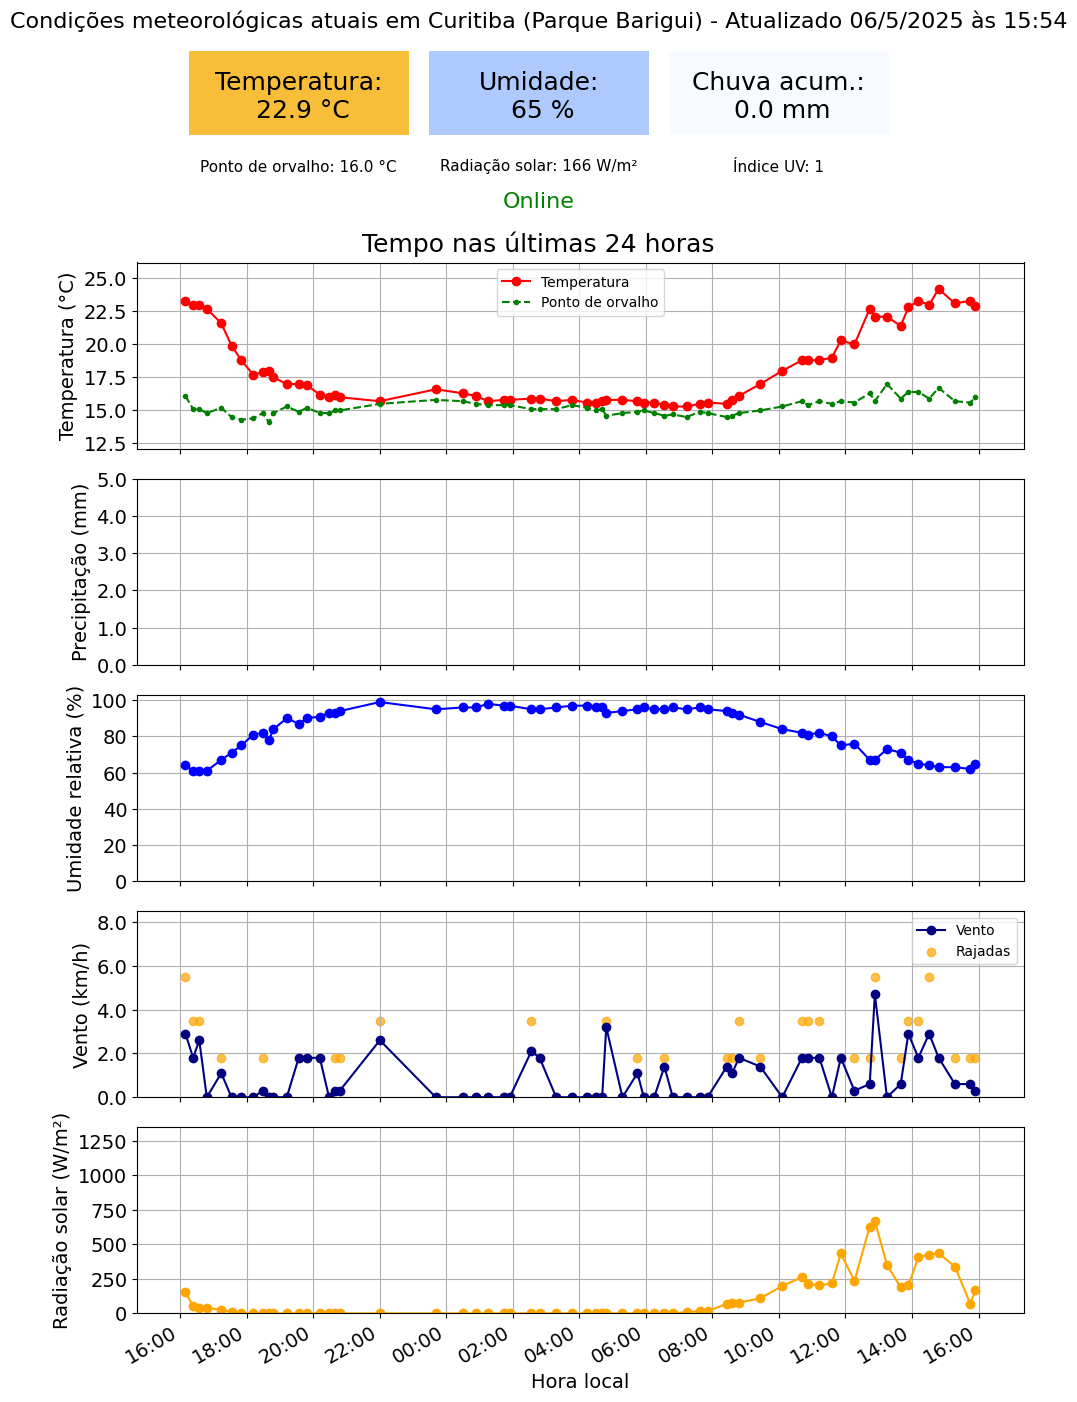 Condições meteorológicas atuais em Curitiba (Parque Barigui) - Atualizado 06/5/2025 às 15:54
Temperatura:
22.9 °C
Umidade:
65 %
Chuva acum.:
0.0 mm
Ponto de orvalho: 16.0 °C
Radiação solar: 166 W/m²
Índice UV: 1
Online
Tempo nas últimas 24 horas
Temperatura (°C)
25.0
22.5
20.0
17.5
15.0
12.5
Temperatura
Ponto de orvalho
Precipitação (mm)
5.0
4.0
3.0
2.0
1.0
0.0
Umidade relativa (%)
100
80
60
40
20
0
Vento (km/h)
8.0
6.0
4.0
2.0
0.0
Vento
Rajadas
Radiação solar (W/m²)
1250
1000
750
500
250
0
16:00
18:00
20:00
22:00
00:00
02:00
04:00
06:00
08:00
10:00
12:00
14:00
16:00
Hora local